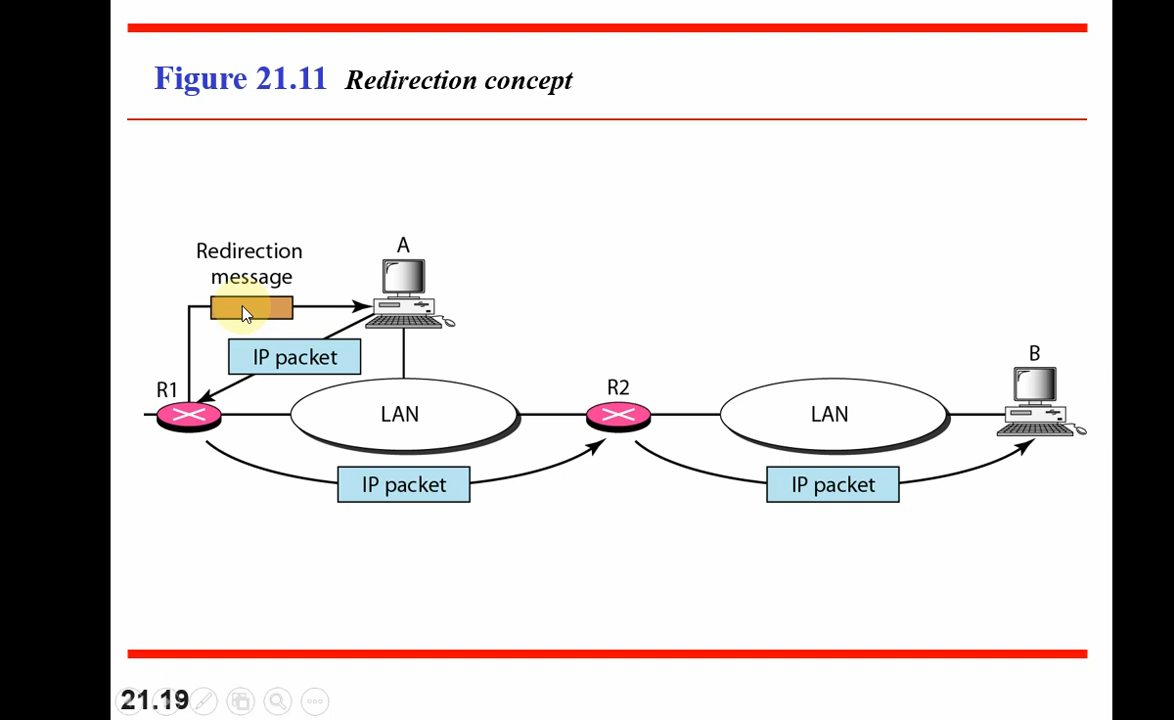 Figure 21.11 Redirection concept
Redirection
message
A
IP packet
R1
LAN
R2
LAN
B
IP packet
IP packet
21.19